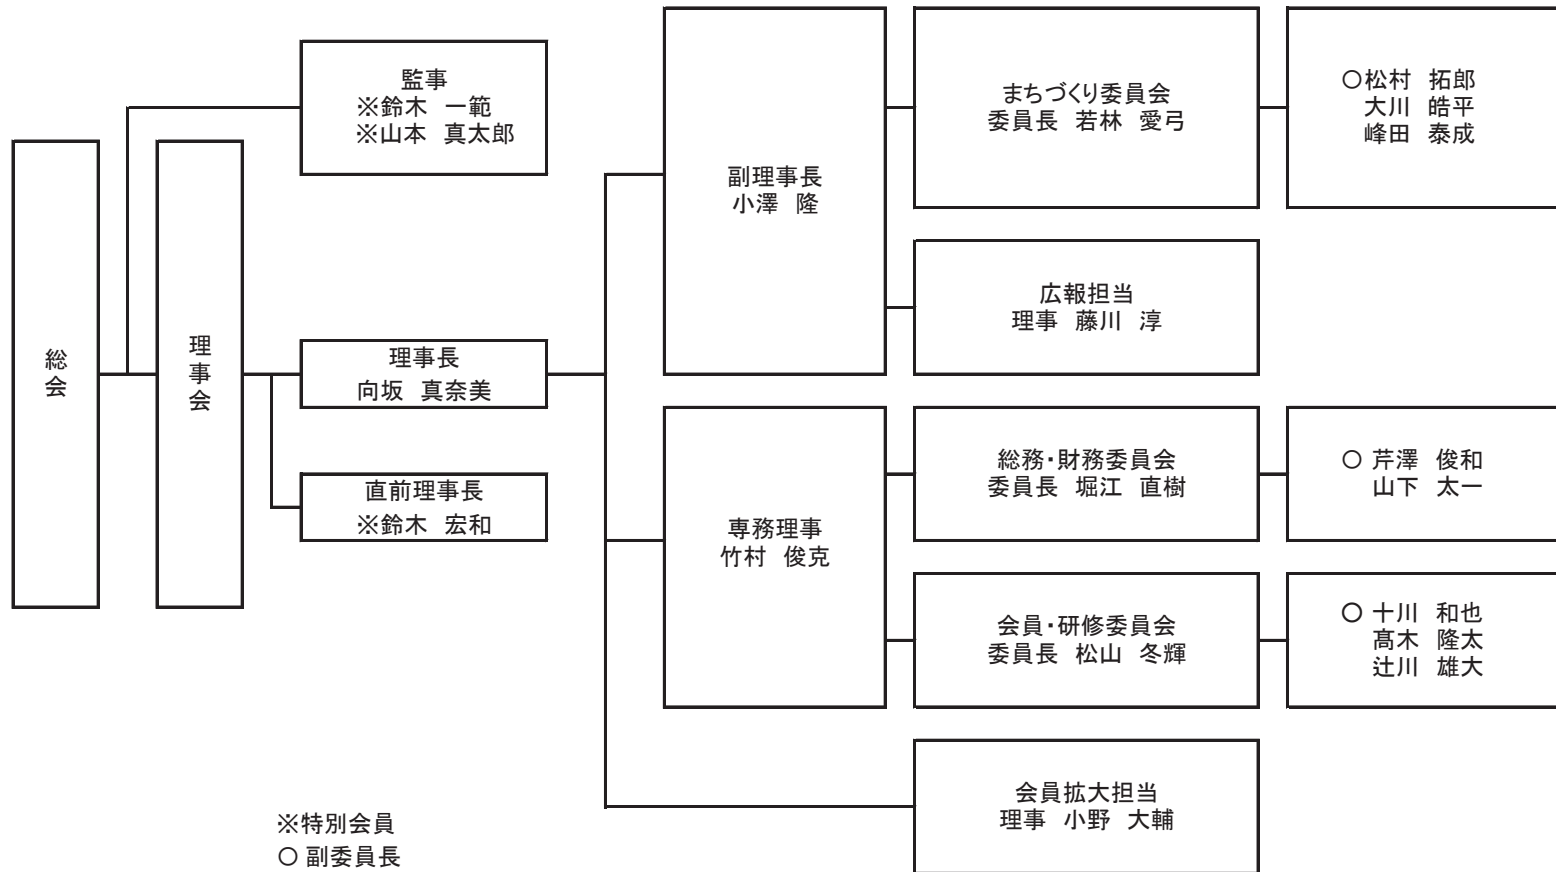 総会
理事会
監事
※鈴木 一範
※山本 真太郎
理事長
向坂 真奈美
直前理事長
※鈴木 宏和
副理事長
小澤 隆
まちづくり委員会
委員長 若林 愛弓
○松村 拓郎
大川 皓平
峰田 泰成
広報担当
理事 藤川 淳
専務理事
竹村 俊克
総務・財務委員会
委員長 堀江 直樹
○ 芹澤 俊和
山下 太一
会員・研修委員会
委員長 松山 冬輝
○ 十川 和也
髙木 隆太
辻川 雄大
会員拡大担当
理事 小野 大輔
※特別会員
○ 副委員長